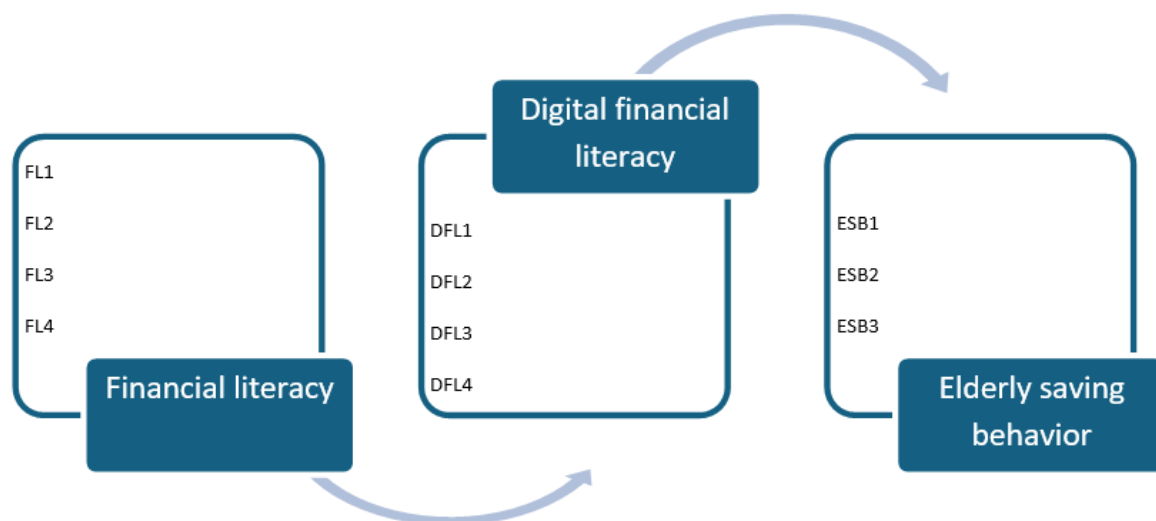 FL1
FL2
FL3
FL4
Financial literacy
Digital financial
literacy
DFL1
DFL2
DFL3
DFL4
ESB1
ESB2
ESB3
Elderly saving
behavior